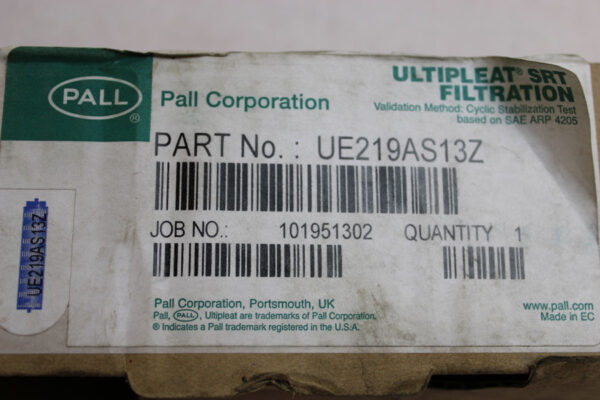 PALL
®
Pall Corporation
ULTIPLEAT® SRT
FILTRATION
Validation Method: Cyclic Stabilization Test
based on SAE ARP 4205
PART No. : UE219AS13Z
JOB NO.: 101951302 QUANTITY 1
UE219AS13Z
Pall Corporation, Portsmouth, UK
Pall, PALL, Ultipleat are trademarks of Pall Corporation.
® Indicates a Pall trademark registered in the U.S.A.
www.pall.com
Made in EC